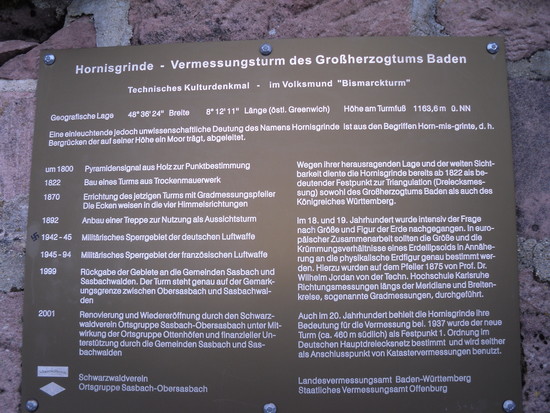 Hornisgrinde - Vermessungsturm des Großherzogtums Baden
Technisches Kulturdenkmal - im Volksmund "Bismarckturm"
Geografische Lage 48°36'24" Breite 8°12'11" Länge (östl. Greenwich) Höhe am Turmfuß 1163,6 m ü. NN
Eine einleuchtende jedoch unwissenschaftliche Deutung des Namens Hornisgrinde ist aus den Begriffen Horn-mis-grinte, d. h.
Bergrücken der auf seiner Höhe ein Moor trägt, abgeleitet.
um 1800 Pyramidensignal aus Holz zur Punktbestimmung
1822 Bau eines Turms aus Trockenmauerwerk
1870 Errichtung des jetzigen Turms mit Gradmessungspfeiler
Die Ecken weisen in die vier Himmelsrichtungen
1892 Anbau einer Treppe zur Nutzung als Aussichtsturm
1942 - 45 Militärisches Sperrgebiet der deutschen Luftwaffe
1945 - 94 Militärisches Sperrgebiet der französischen Luftwaffe
1999 Rückgabe der Gebiete an die Gemeinden Sasbach und
Sasbachwalden. Der Turm steht genau auf der Gemark-
ungsgrenze zwischen Obersasbach und Sasbachwal-
den
2001 Renovierung und Wiedereröffnung durch den Schwarz-
waldverein Ortsgruppe Sasbach-Obersasbach unter Mit-
wirkung der Ortsgruppe Ottenhöfen und finanzieller Un-
terstützung durch die Gemeinden Sasbach und Sas-
bachwalden
Schwarzwaldverein
Ortsgruppe Sasbach-Obersasbach
Wegen ihrer herausragenden Lage und der weiten Sicht-
barkeit diente die Hornisgrinde bereits ab 1822 als be-
deutender Festpunkt zur Triangulation (Dreiecksmes-
sung) sowohl des Großherzogtums Baden als auch des
Königreiches Württemberg.
Im 18. und 19. Jahrhundert wurde intensiv der Frage
nach Größe und Figur der Erde nachgegangen. In eu-
ropäischer Zusammenarbeit sollten die Größe und die
Krümmungsverhältnisse eines Erdellipsoids in Annäher-
ung an die physikalische Erdfigur genau bestimmt wer-
den. Hierzu wurden auf dem Pfeiler 1875 von Prof. Dr.
Wilhelm Jordan von der Techn. Hochschule Karlsruhe
Richtungsmessungen längs der Meridiane und Breiten-
kreise, sogenannte Gradmessungen, durchgeführt.
Auch im 20. Jahrhundert behielt die Hornisgrinde ihre
Bedeutung für die Vermessung bei. 1937 wurde der neue
Turm (ca. 460 m südlich) als Festpunkt 1. Ordnung im
Deutschen Hauptdreiecksnetz bestimmt und wird seither
als Anschlusspunkt von Katastervermessungen benutzt.
Landesvermessungsamt Baden-Württemberg
Staatliches Vermessungsamt Offenburg